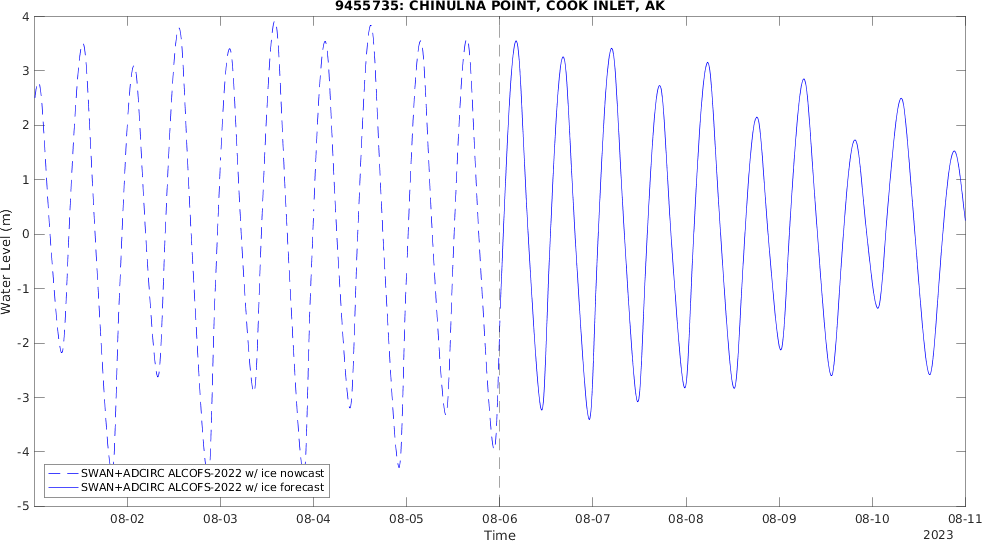 9455735: CHINULNA POINT, COOK INLET, AK
4
3
2
1
0
-1
-2
-3
-4
-5
Water Level (m)
SWAN+ADCIRC ALCOFS-2022 w/ ice nowcast
SWAN+ADCIRC ALCOFS-2022 w/ ice forecast
08-02 08-03 08-04 08-05 08-06 08-07 08-08 08-09 08-10 08-11
Time
2023